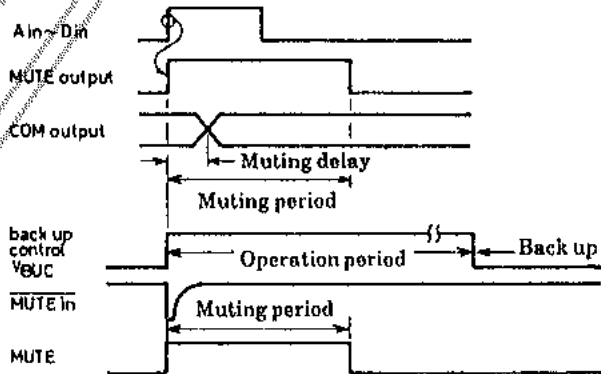 A in ~ D in
MUTE output
COM output
Muting delay
Muting period
back up
control
VBUC
Operation period
Back up
MUTE in
Muting period
MUTE